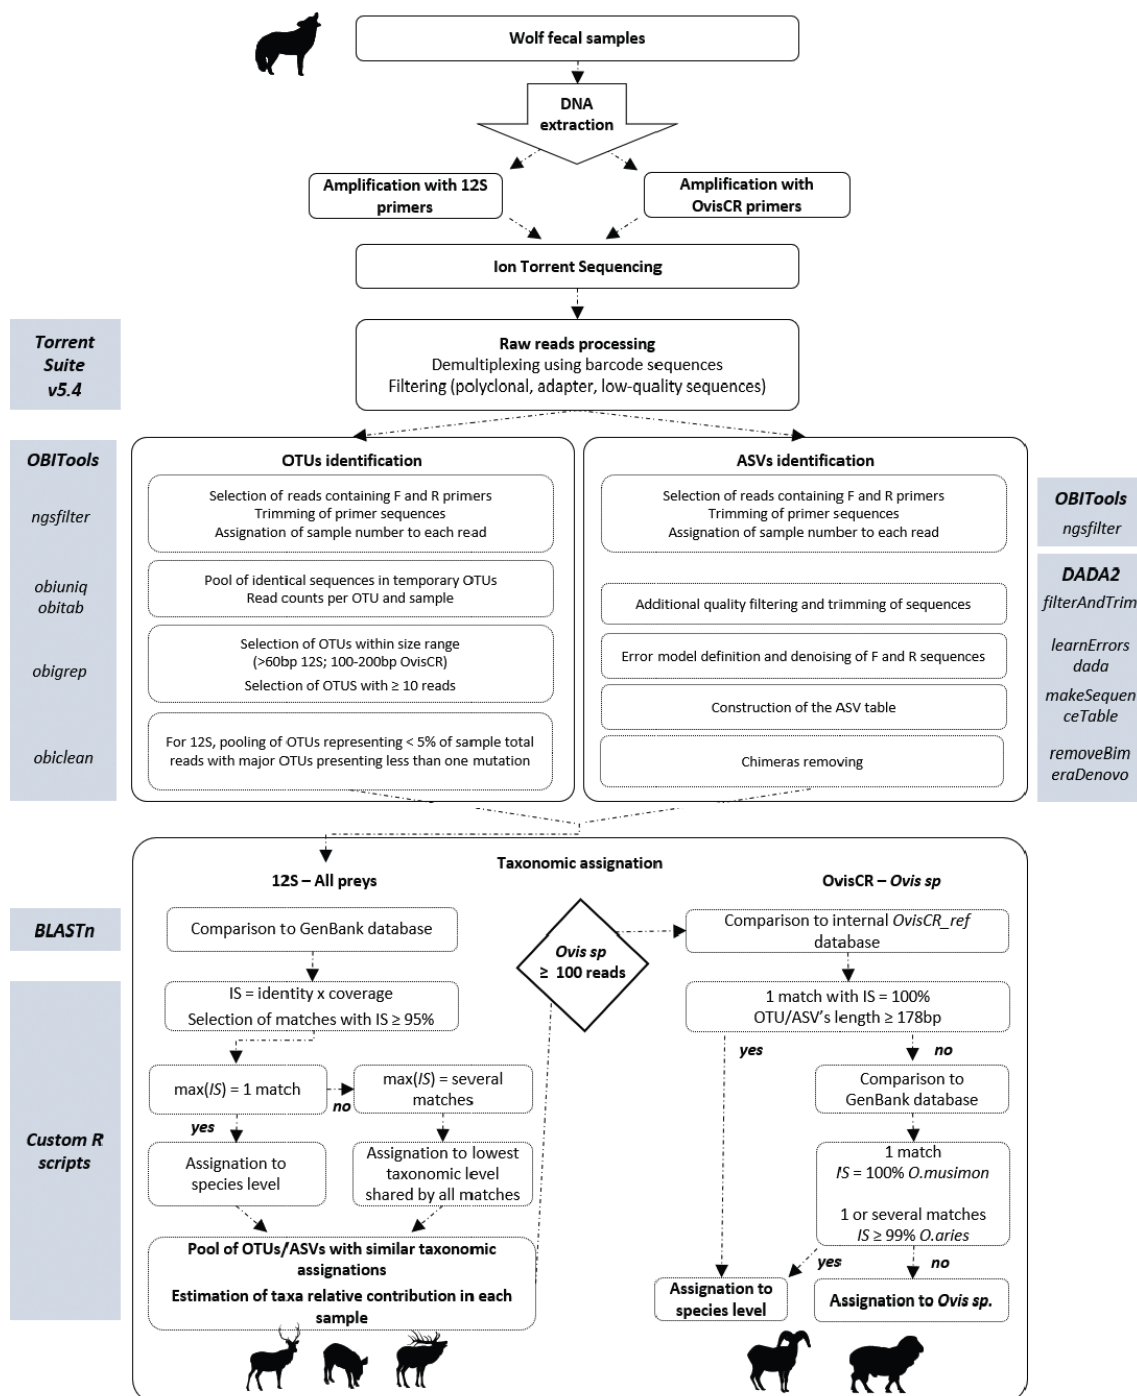 Wolf fecal samples
DNA
extraction
Amplification with 12S
primers
Amplification with
OvisCR primers
Ion Torrent Sequencing
Torrent
Suite
v5.4
Raw reads processing
Demultiplexing using barcode sequences
Filtering (polyclonal, adapter, low-quality sequences)
OBITools
ngsfilter
obiuniq
obitab
obigrep
obiclean
OTUs identification
Selection of reads containing F and R primers
Trimming of primer sequences
Assignation of sample number to each read
Pool of identical sequences in temporary OTUs
Read counts per OTU and sample
Selection of OTUs within size range
(>60bp 12S; 100-200bp OvisCR)
Selection of OTUS with ≥ 10 reads
For 12S, pooling of OTUs representing < 5% of sample total
reads with major OTUs presenting less than one mutation
ASVs identification
Selection of reads containing F and R primers
Trimming of primer sequences
Assignation of sample number to each read
Additional quality filtering and trimming of sequences
Error model definition and denoising of F and R sequences
Construction of the ASV table
Chimeras removing
OBITools
ngsfilter
DADA2
filterAndTrim
learnErrors
dada
makeSequen
ceTable
removeBim
eraDenovo
Taxonomic assignation
12S – All preys
OvisCR – Ovis sp
BLASTn
Comparison to GenBank database
Ovis sp
≥ 100 reads
Comparison to internal OvisCR_ref
database
Custom R
scripts
IS = identity x coverage
Selection of matches with IS ≥ 95%
1 match with IS = 100%
OTU/ASV's length ≥ 178bp
yes
no
max(IS) = 1 match
no
max(IS) = several
matches
Comparison to
GenBank database
yes
Assignation to
species level
Assignation to lowest
taxonomic level
shared by all matches
1 match
IS = 100% O.musimon
1 or several matches
IS ≥ 99% O.aries
Pool of OTUs/ASVs with similar taxonomic
assignations
Estimation of taxa relative contribution in each
sample
yes
no
Assignation to
species level
Assignation to Ovis sp.